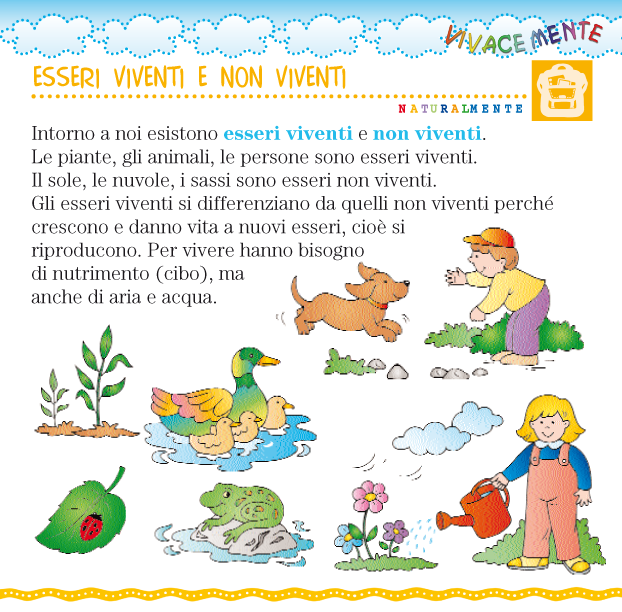 VIVACE MENTE
ESSERI VIVENTI E NON VIVENTI
NATURALMENTE
Intorno a noi esistono esseri viventi e non viventi.
Le piante, gli animali, le persone sono esseri viventi.
Il sole, le nuvole, i sassi sono esseri non viventi.
Gli esseri viventi si differenziano da quelli non viventi perché
crescono e danno vita a nuovi esseri, cioè si
riproducono. Per vivere hanno bisogno
di nutrimento (cibo), ma
anche di aria e acqua.